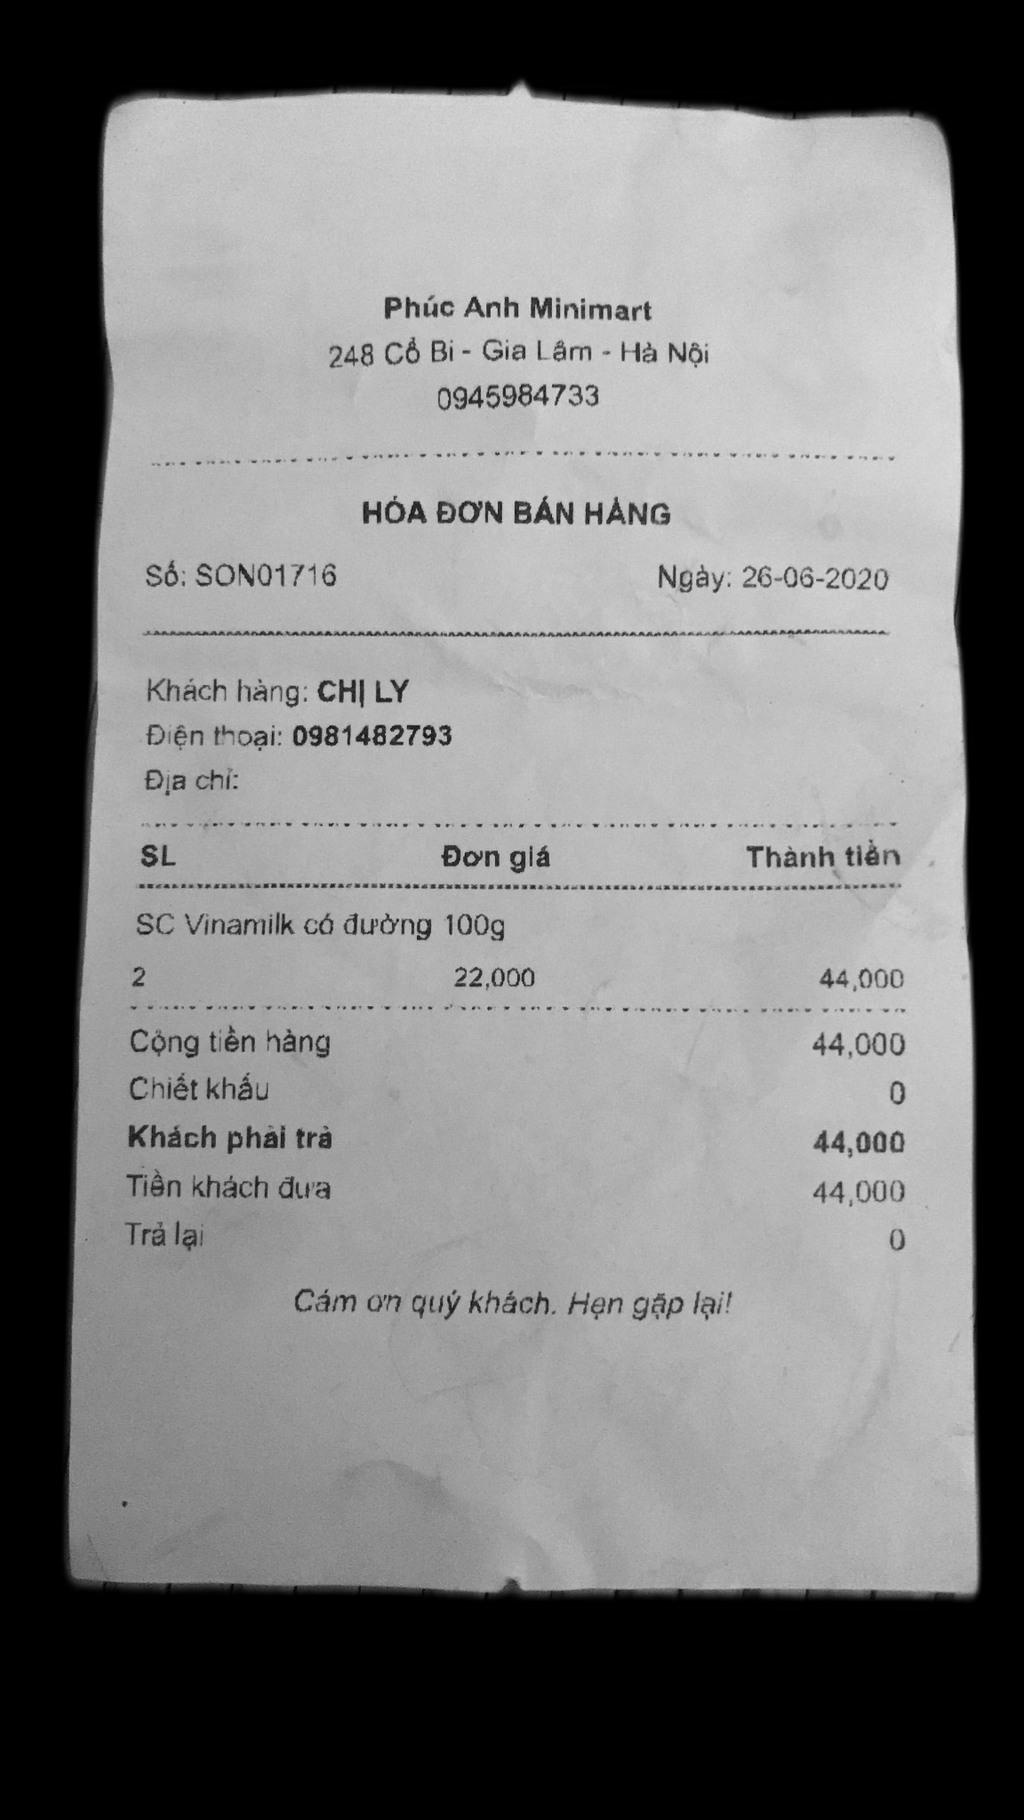 Phúc Anh Minimart
248 Cổ Bi - Gia Lâm - Hà Nội
0945984733
HÓA ĐƠN BÁN HÀNG
Số: SON01716 Ngày: 26-06-2020
Khách hàng: CHỊ LY
Điện thoại: 0981482793
Địa chỉ:
SL Đơn giá Thành tiền
SC Vinamilk có đường 100g
2 22,000 44,000
Cộng tiền hàng 44,000
Chiết khấu 0
Khách phải trả 44,000
Tiền khách đưa 44,000
Trả lại 0
Cám ơn quý khách. Hẹn gặp lại!